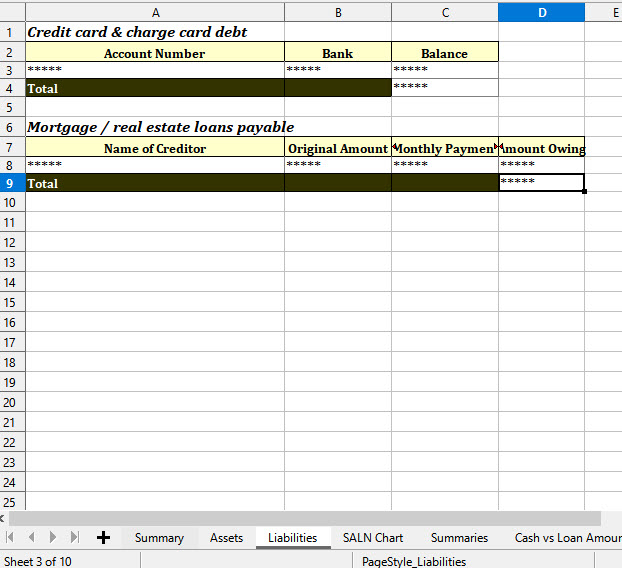 A B C D E
1 Credit card & charge card debt
2 Account Number Bank Balance
3 ***** ***** *****
4 Total *****
5
6 Mortgage / real estate loans payable
7 Name of Creditor Original Amount Monthly Paymen Amount Owing
8 ***** ***** ***** *****
9 Total *****
10
11
12
13
14
15
16
17
18
19
20
21
22
23
24
25
Summary Assets Liabilities SALN Chart Summaries Cash vs Loan Amour
Sheet 3 of 10 PageStyle_Liabilities